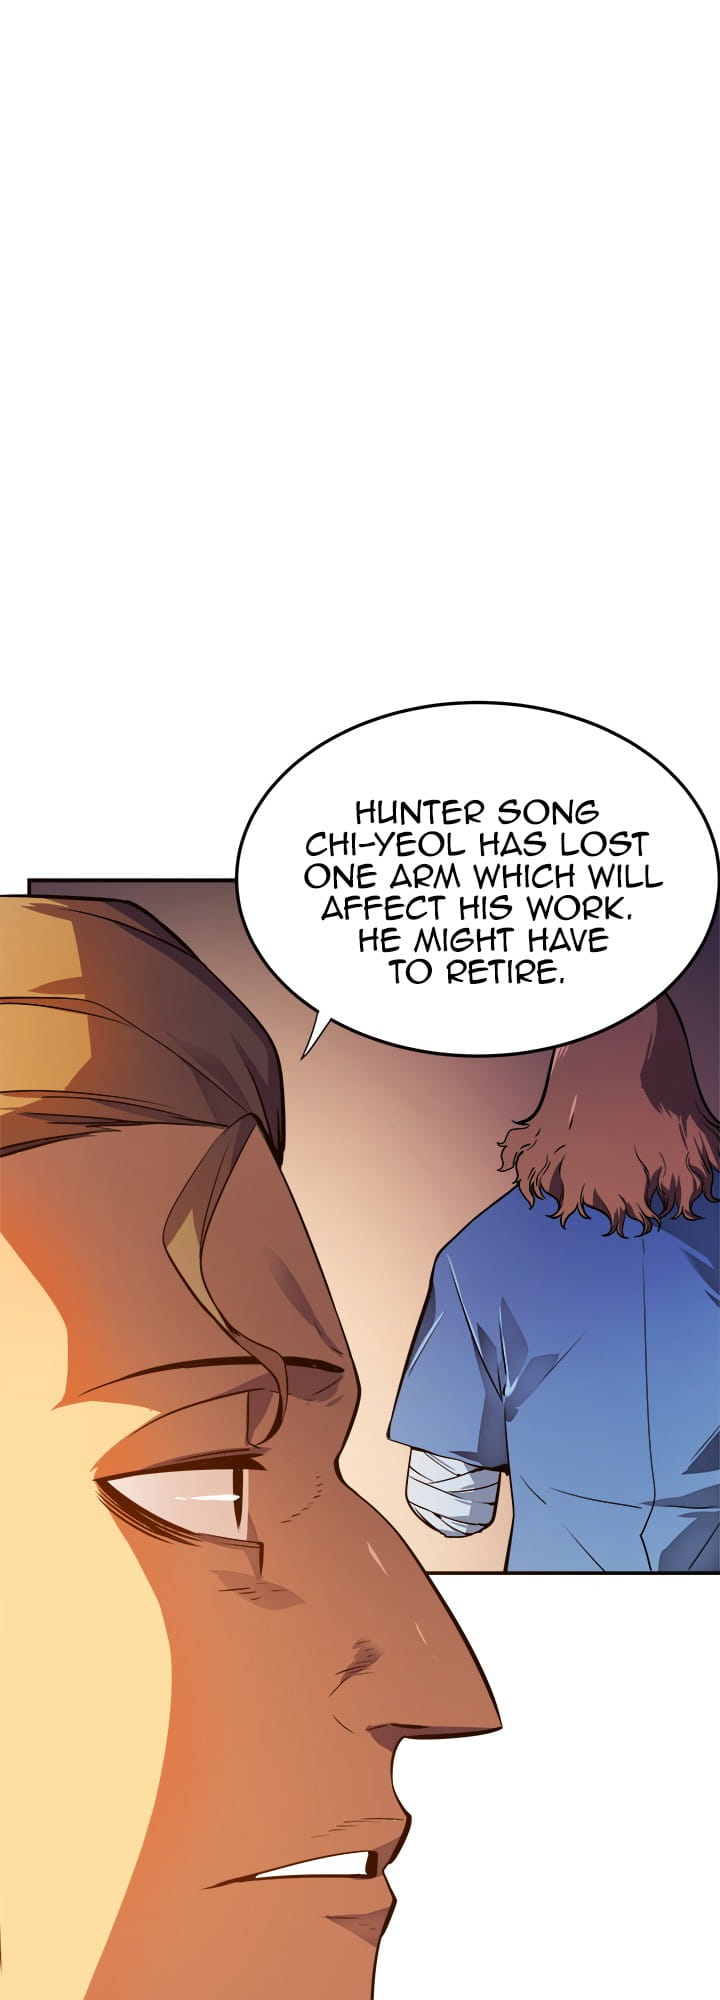 HUNTER SONG
CHI-YEOL HAS LOST
ONE ARM WHICH WILL
AFFECT HIS WORK.
HE MIGHT HAVE
TO RETIRE.